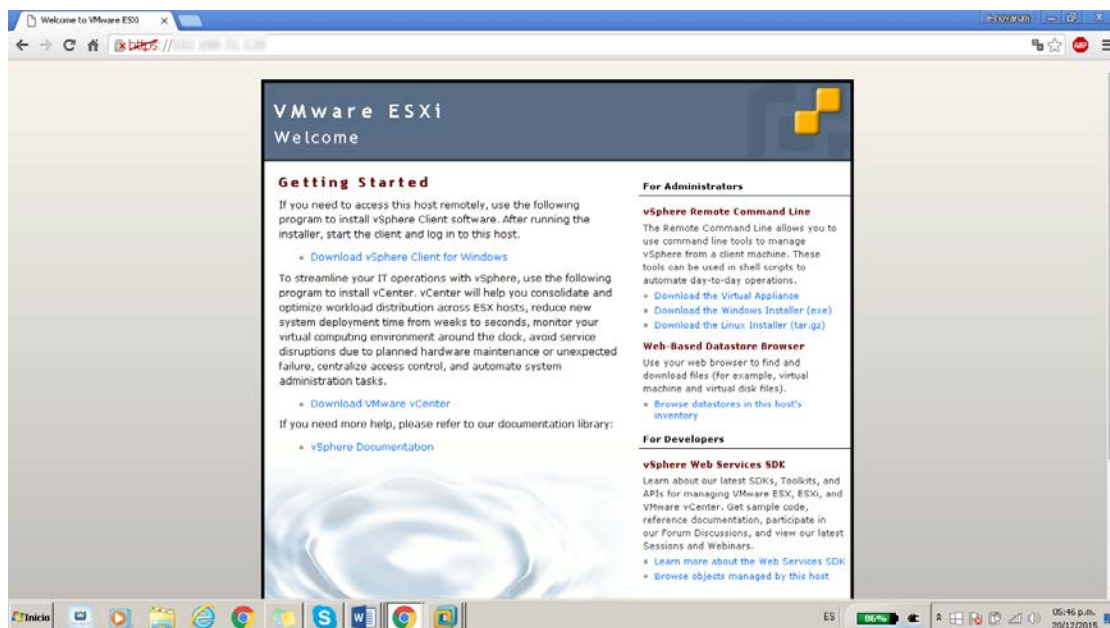 Welcome to VMware ESXi
e-novarum
https://
ABP
VMware ESXi
Welcome
Getting Started
If you need to access this host remotely, use the following
program to install vSphere Client software. After running the
installer, start the client and log in to this host.
Download vSphere Client for Windows
To streamline your IT operations with vSphere, use the following
program to install vCenter. vCenter will help you consolidate and
optimize workload distribution across ESX hosts, reduce new
system deployment time from weeks to seconds, monitor your
virtual computing environment around the clock, avoid service
disruptions due to planned hardware maintenance or unexpected
failure, centralize access control, and automate system
administration tasks.
Download VMware vCenter
If you need more help, please refer to our documentation library:
vSphere Documentation
For Administrators
vSphere Remote Command Line
The Remote Command Line allows you to
use command line tools to manage
vSphere from a client machine. These
tools can be used in shell scripts to
automate day-to-day operations.
Download the Virtual Appliance
Download the Windows Installer (exe)
Download the Linux Installer (tar.gz)
Web-Based Datastore Browser
Use your web browser to find and
download files (for example, virtual
machine and virtual disk files).
Browse datastores in this host's
inventory
For Developers
vSphere Web Services SDK
Learn about our latest SDKs, Toolkits, and
APIs for managing VMware ESX, ESXi, and
VMware vCenter. Get sample code,
reference documentation, participate in
our Forum Discussions, and view our latest
Sessions and Webinars.
Learn more about the Web Services SDK
Browse objects managed by this host
Inicio
ES
86%
05:46 p.m.
20/12/2015